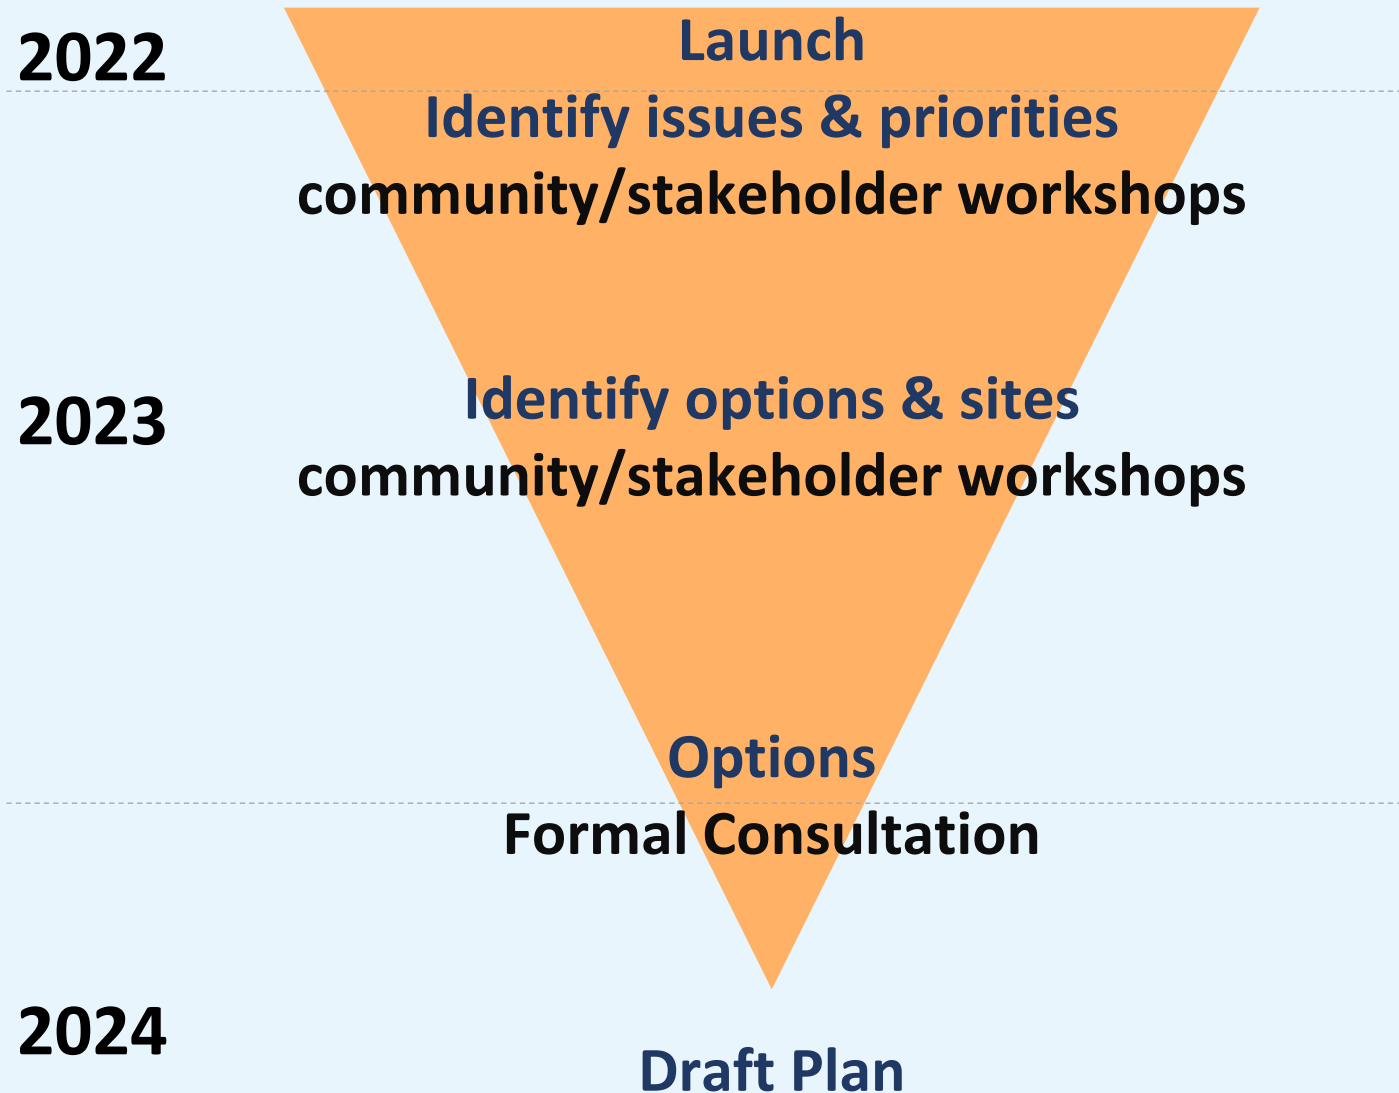 2022
Launch
Identify issues & priorities
community/stakeholder workshops
2023
Identify options & sites
community/stakeholder workshops
Options
Formal Consultation
2024
Draft Plan